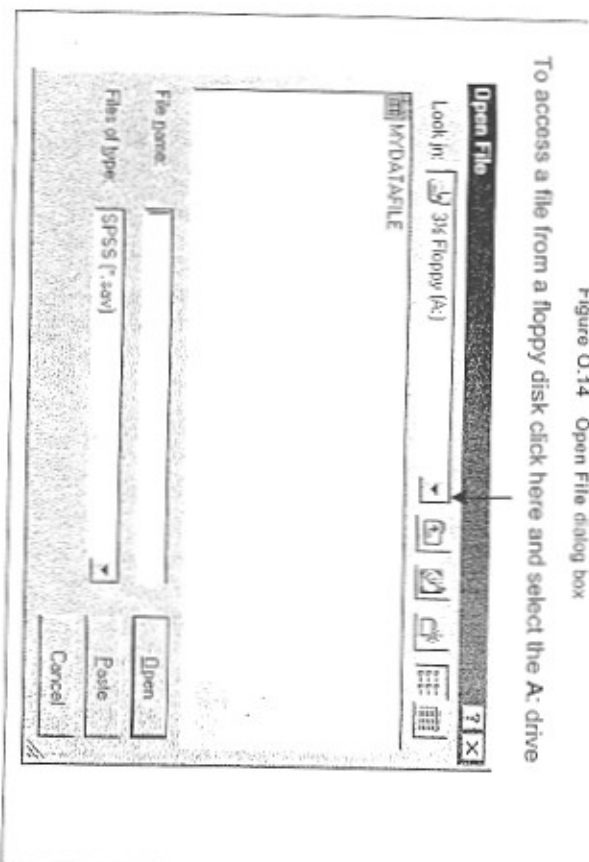 Figure 0.14 Open File dialog box
To access a file from a floppy disk click here and select the A: drive
Open File
Look in: 3½ Floppy (A:)
MYDATAFILE
File name:
Open
Files of type: SPSS (*.sav)
Paste
Cancel